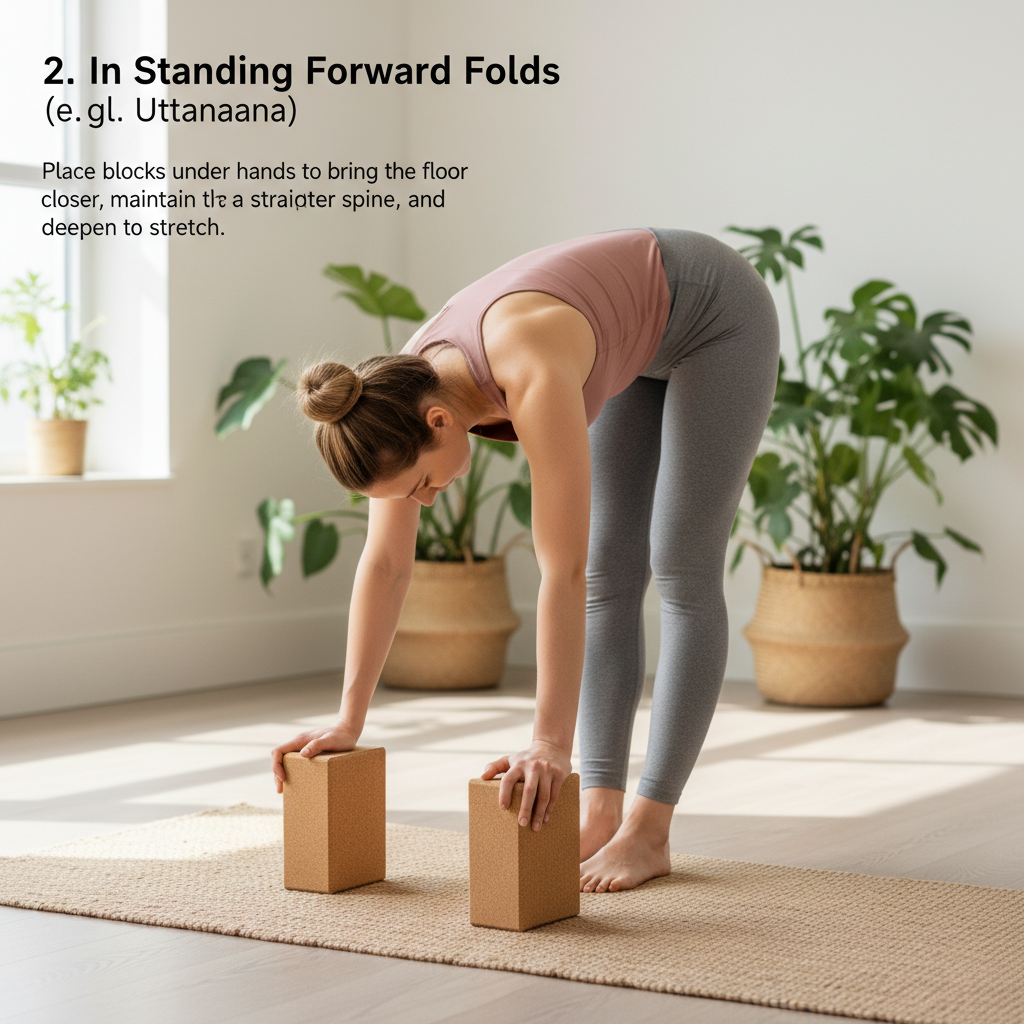 2. In Standing Forward Folds
(e.gl. Uttanaana)
Place blocks under hands to bring the floor
closer, maintain a spine, and
deepen to stretch.